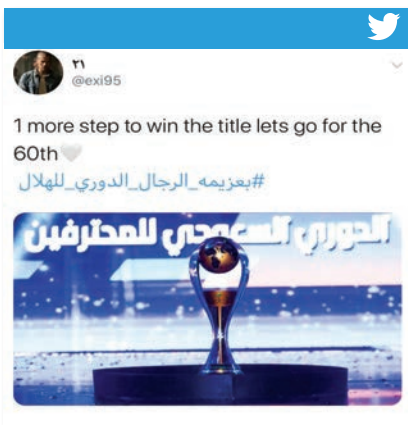 ٢١
@exi95
1 more step to win the title lets go for the
60th🤍
#بعزيمه_الرجال_الدوري_للهلال
الدوري السعودي للمحترفين